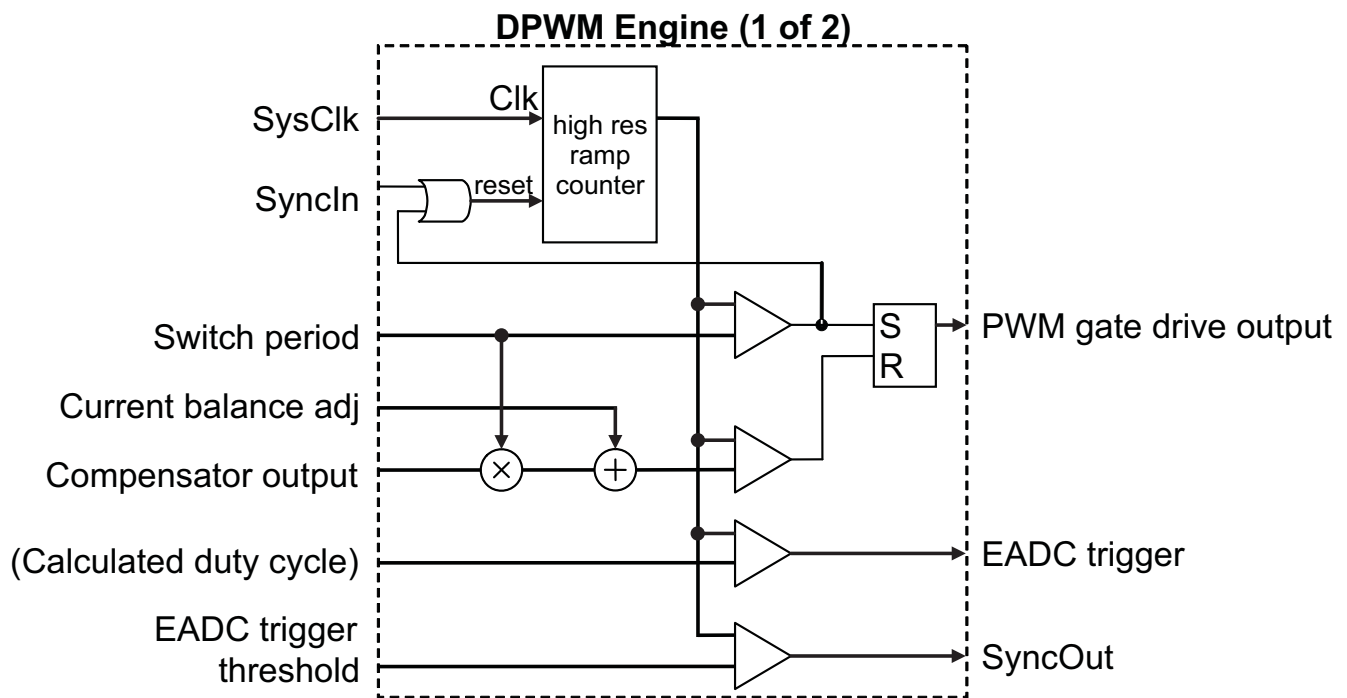 DPWM Engine (1 of 2)
SysClk
Clk
high res
ramp
counter
SyncIn
reset
Switch period
S
R
PWM gate drive output
Current balance adj
Compensator output
×
+
(Calculated duty cycle)
EADC trigger
EADC trigger
threshold
SyncOut